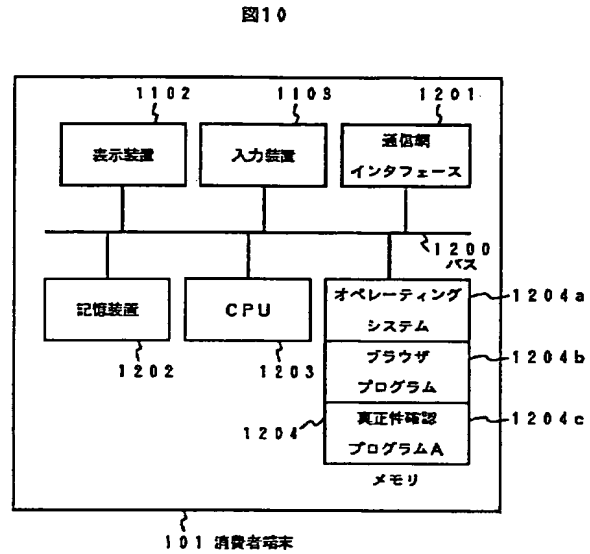 図10
1102
1103
1201
表示装置
入力装置
通信網
インタフェース
1200
バス
記憶装置
CPU
オペレーティング
システム
1204a
ブラウザ
プログラム
1204b
1202
1203
1204
真正性確認
プログラムA
1204c
メモリ
101 消費者端末